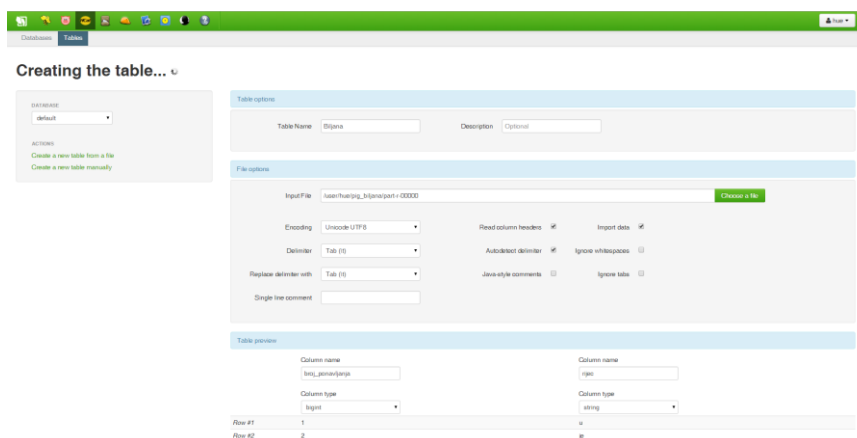 hue
Databases Tables
Creating the table...
DATABASE
default
ACTIONS
Create a new table from a file
Create a new table manually
Table options
Table Name Biljana Description Optional
File options
Input File /user/hue/pig_biljana/part-r-00000 Choose a file
Encoding Unicode UTF8 Read column headers Import data
Delimiter Tab (\t) Autodetect delimiter Ignore whitespaces
Replace delimiter with Tab (\t) Java-style comments Ignore tabs
Single line comment
Table preview
Column name Column name
broj_ponavljanja rijec
Column type Column type
bigint string
Row #1 1 u
Row #2 2 je